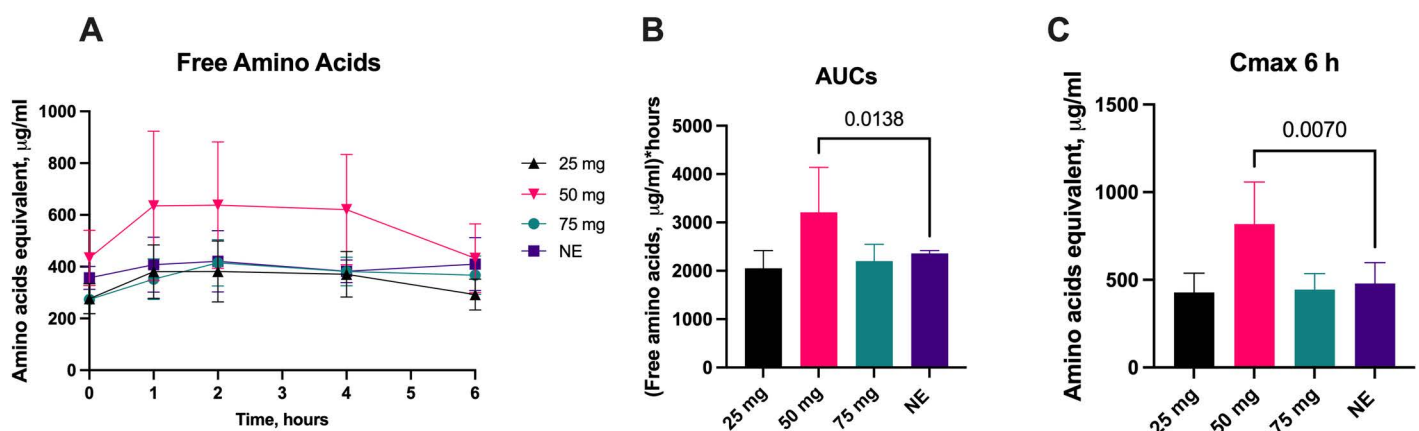 A
Free Amino Acids
Amino acids equivalent, μg/ml
1000
800
600
400
200
0
0 1 2 3 4 5 6
Time, hours
25 mg
50 mg
75 mg
NE
B
AUCs
(Free amino acids, μg/ml)*hours
5000
4000
3000
2000
1000
0
0.0138
25 mg
50 mg
75 mg
NE
C
Cmax 6 h
Amino acids equivalent, μg/ml
1500
1000
500
0
0.0070
25 mg
50 mg
75 mg
NE